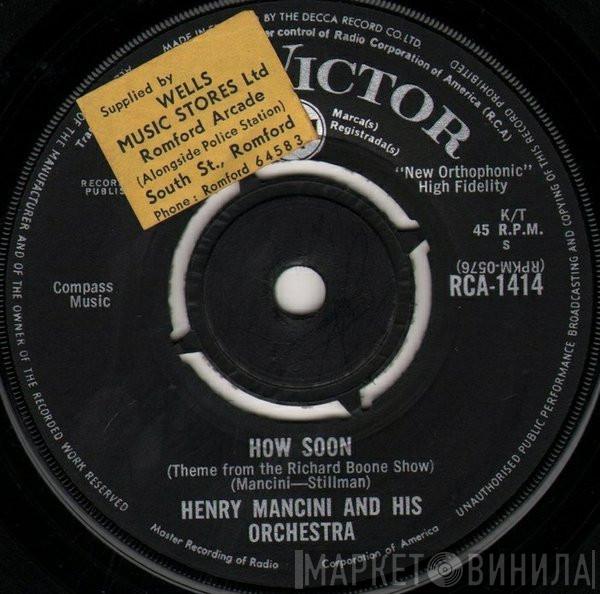 MADE IN
BY THE DECCA RECORD CO. LTD.
control of Radio Corporation of America (R.C.A)
VICTOR
Supplied by
WELLS
MUSIC STORES Ltd
Romford Arcade
(Alongside Police Station)
South St., Romford
Phone: Romford 64583
Marca(s)
Registrada(s)
"New Orthophonic"
High Fidelity
K/T
45 R.P.M.
S
(RPKM-0576)
RCA-1414
Compass
Music
HOW SOON
(Theme from the Richard Boone Show)
(Mancini—Stillman)
HENRY MANCINI AND HIS
ORCHESTRA
Master Recording of Radio Corporation of America
OF THE MANUFACTURER AND OF THE OWNER OF THE RECORDED WORK RESERVED
UNAUTHORISED PUBLIC PERFORMANCE BROADCASTING AND COPYING OF THIS RECORD PROHIBITED
МАРКЕТ ВИНИЛА